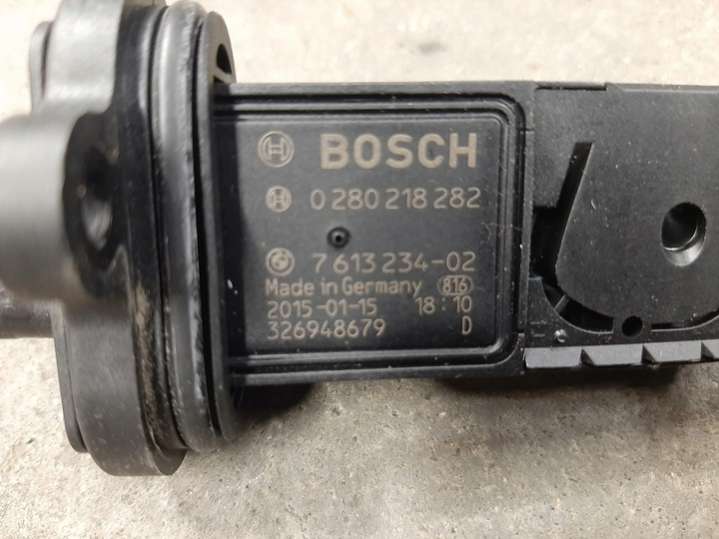 BOSCH
0 280 218 282
7 613 234-02
Made in Germany 816
2015-01-15 18:10
326948679 D